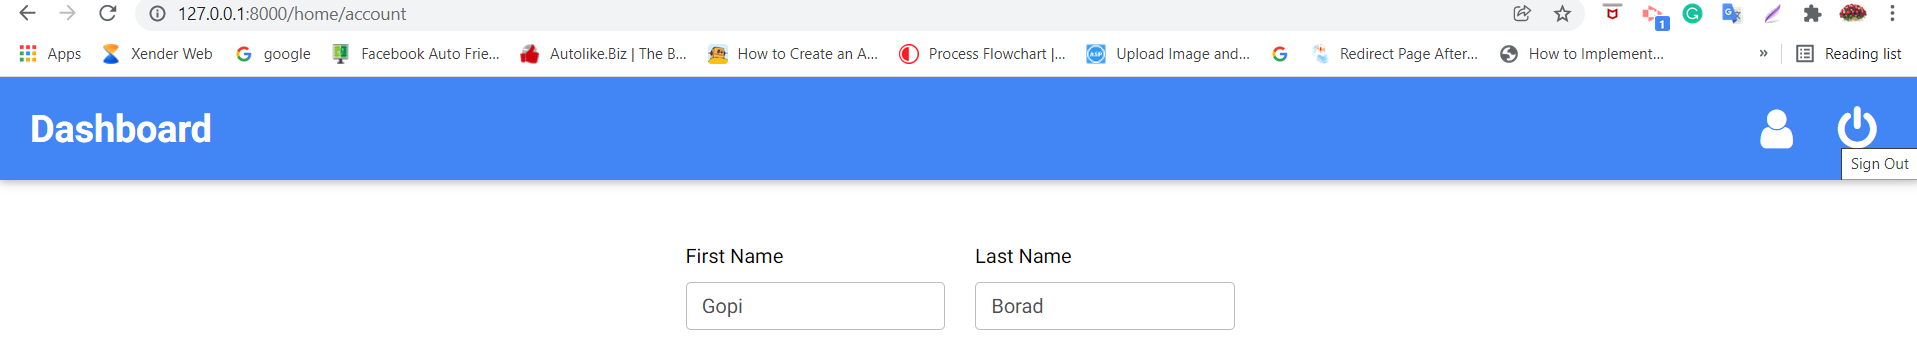 127.0.0.1:8000/home/account
1
Apps Xender Web google Facebook Auto Frie... Autolike.Biz | The B... How to Create an A... Process Flowchart |... ASP Upload Image and... Redirect Page After... How to Implement... » Reading list
Dashboard
Sign Out
First Name Last Name
Gopi Borad